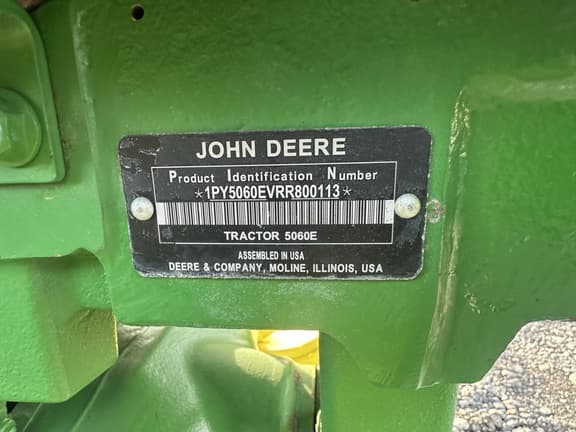 JOHN DEERE
Product Identification Number
*1PY5060EVRR800113*
TRACTOR 5060E
ASSEMBLED IN USA
DEERE & COMPANY, MOLINE, ILLINOIS, USA